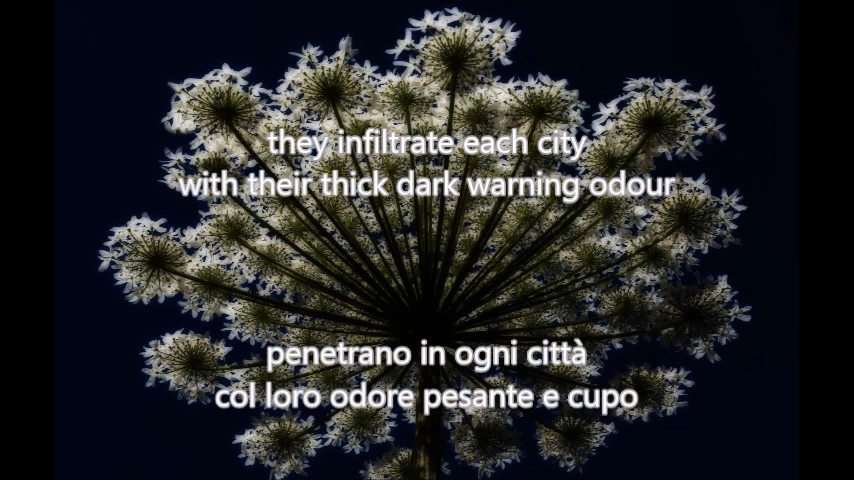 they infiltrate each city
with their thick dark warning odour
penetrano in ogni città
col loro odore pesante e cupo